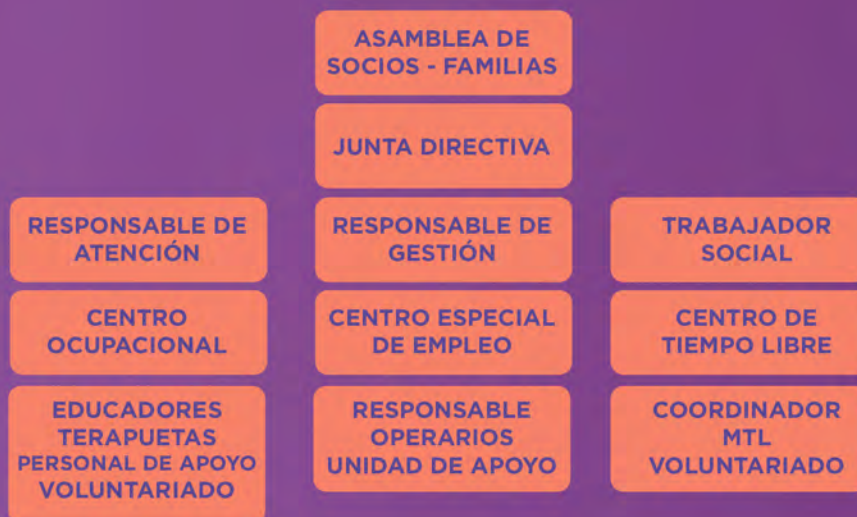 ASAMBLEA DE
SOCIOS - FAMILIAS
JUNTA DIRECTIVA
RESPONSABLE DE
ATENCIÓN
RESPONSABLE DE
GESTIÓN
TRABAJADOR
SOCIAL
CENTRO
OCUPACIONAL
CENTRO ESPECIAL
DE EMPLEO
CENTRO DE
TIEMPO LIBRE
EDUCADORES
TERAPUETAS
PERSONAL DE APOYO
VOLUNTARIADO
RESPONSABLE
OPERARIOS
UNIDAD DE APOYO
COORDINADOR
MTL
VOLUNTARIADO